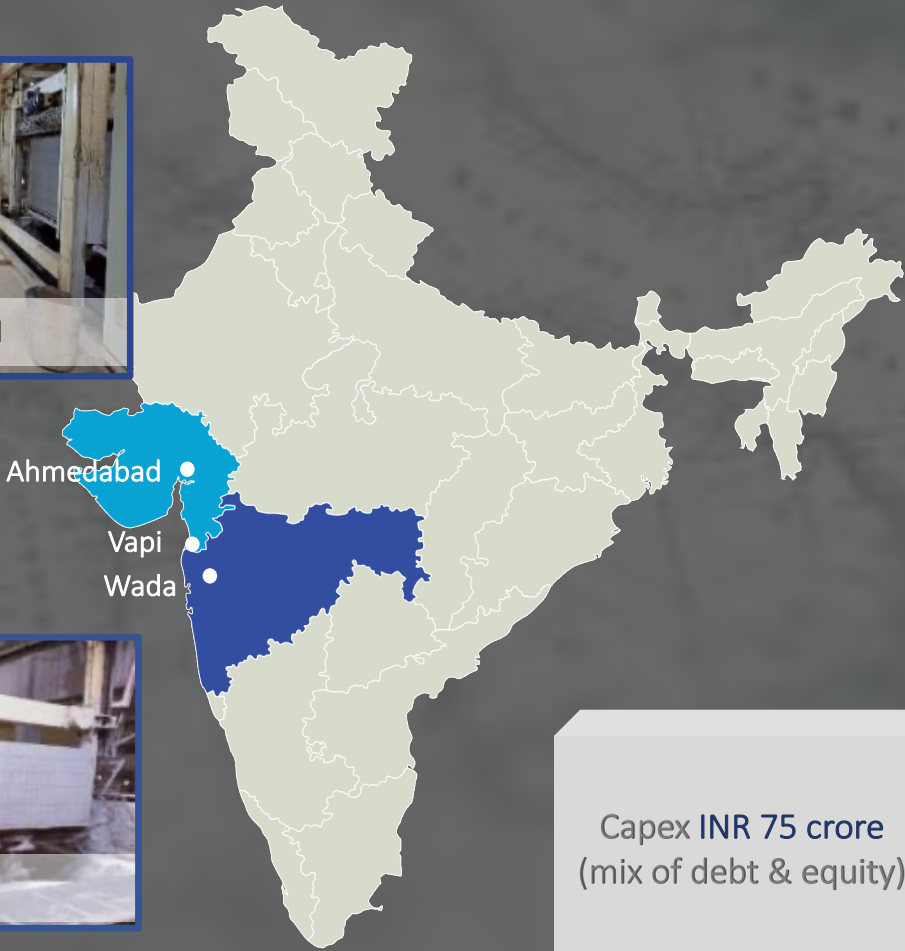 Ahmedabad
Vapi
Wada
Capex INR 75 crore
(mix of debt & equity)